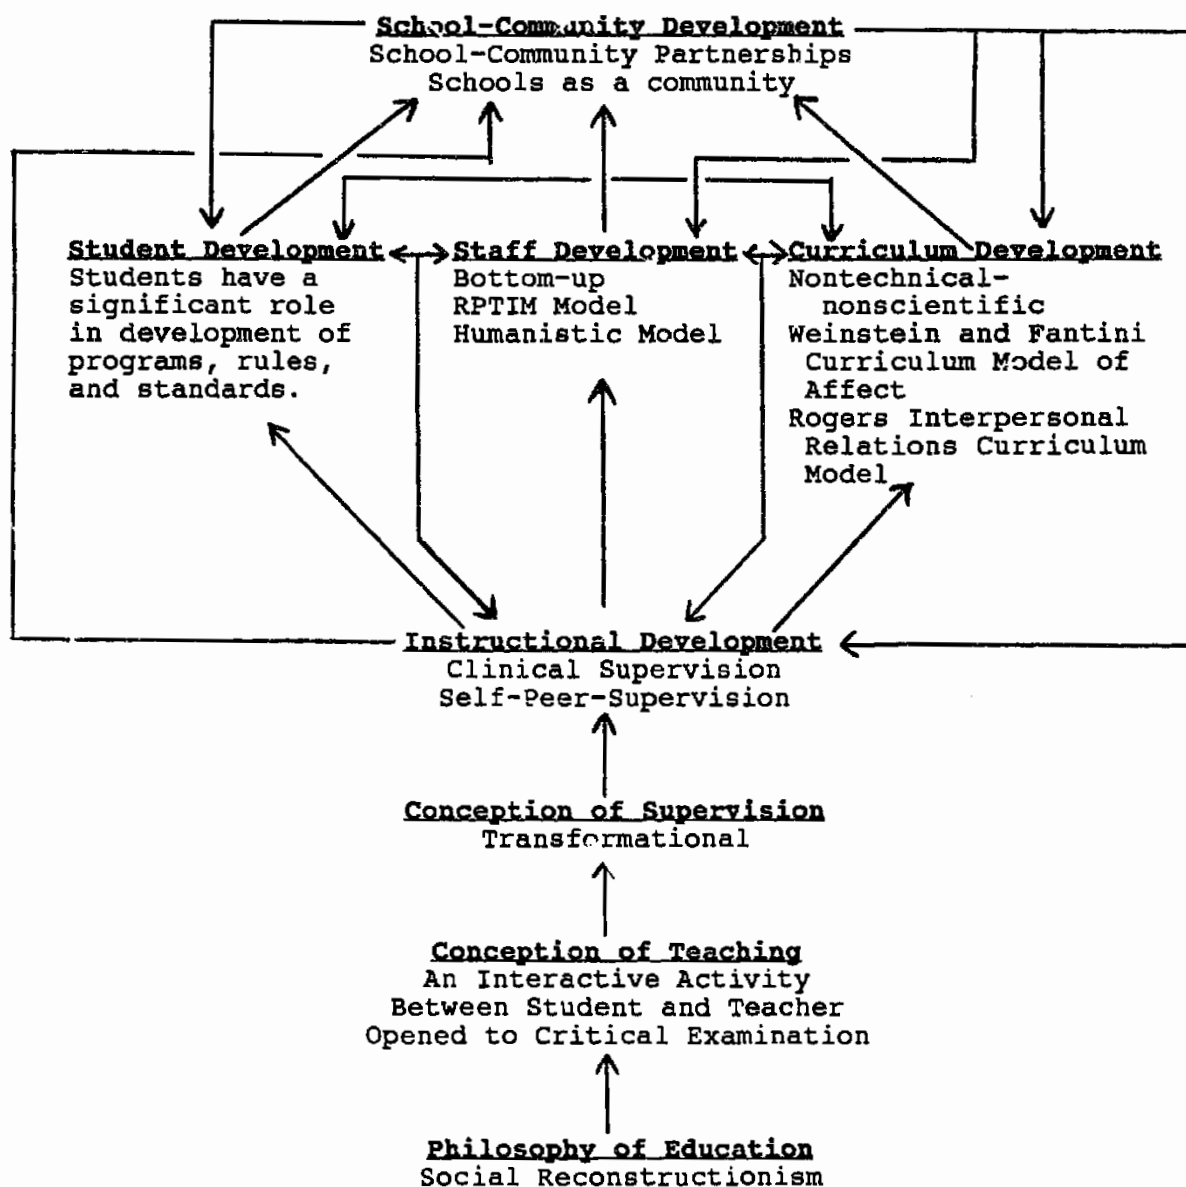 School-Community Development
School-Community Partnerships
Schools as a community
Student Development
Students have a
significant role
in development of
programs, rules,
and standards.
Staff Development
Bottom-up
RPTIM Model
Humanistic Model
Curriculum Development
Nontechnical-
nonscientific
Weinstein and Fantini
Curriculum Model of
Affect
Rogers Interpersonal
Relations Curriculum
Model
Instructional Development
Clinical Supervision
Self-Peer-Supervision
Conception of Supervision
Transformational
Conception of Teaching
An Interactive Activity
Between Student and Teacher
Opened to Critical Examination
Philosophy of Education
Social Reconstructionism